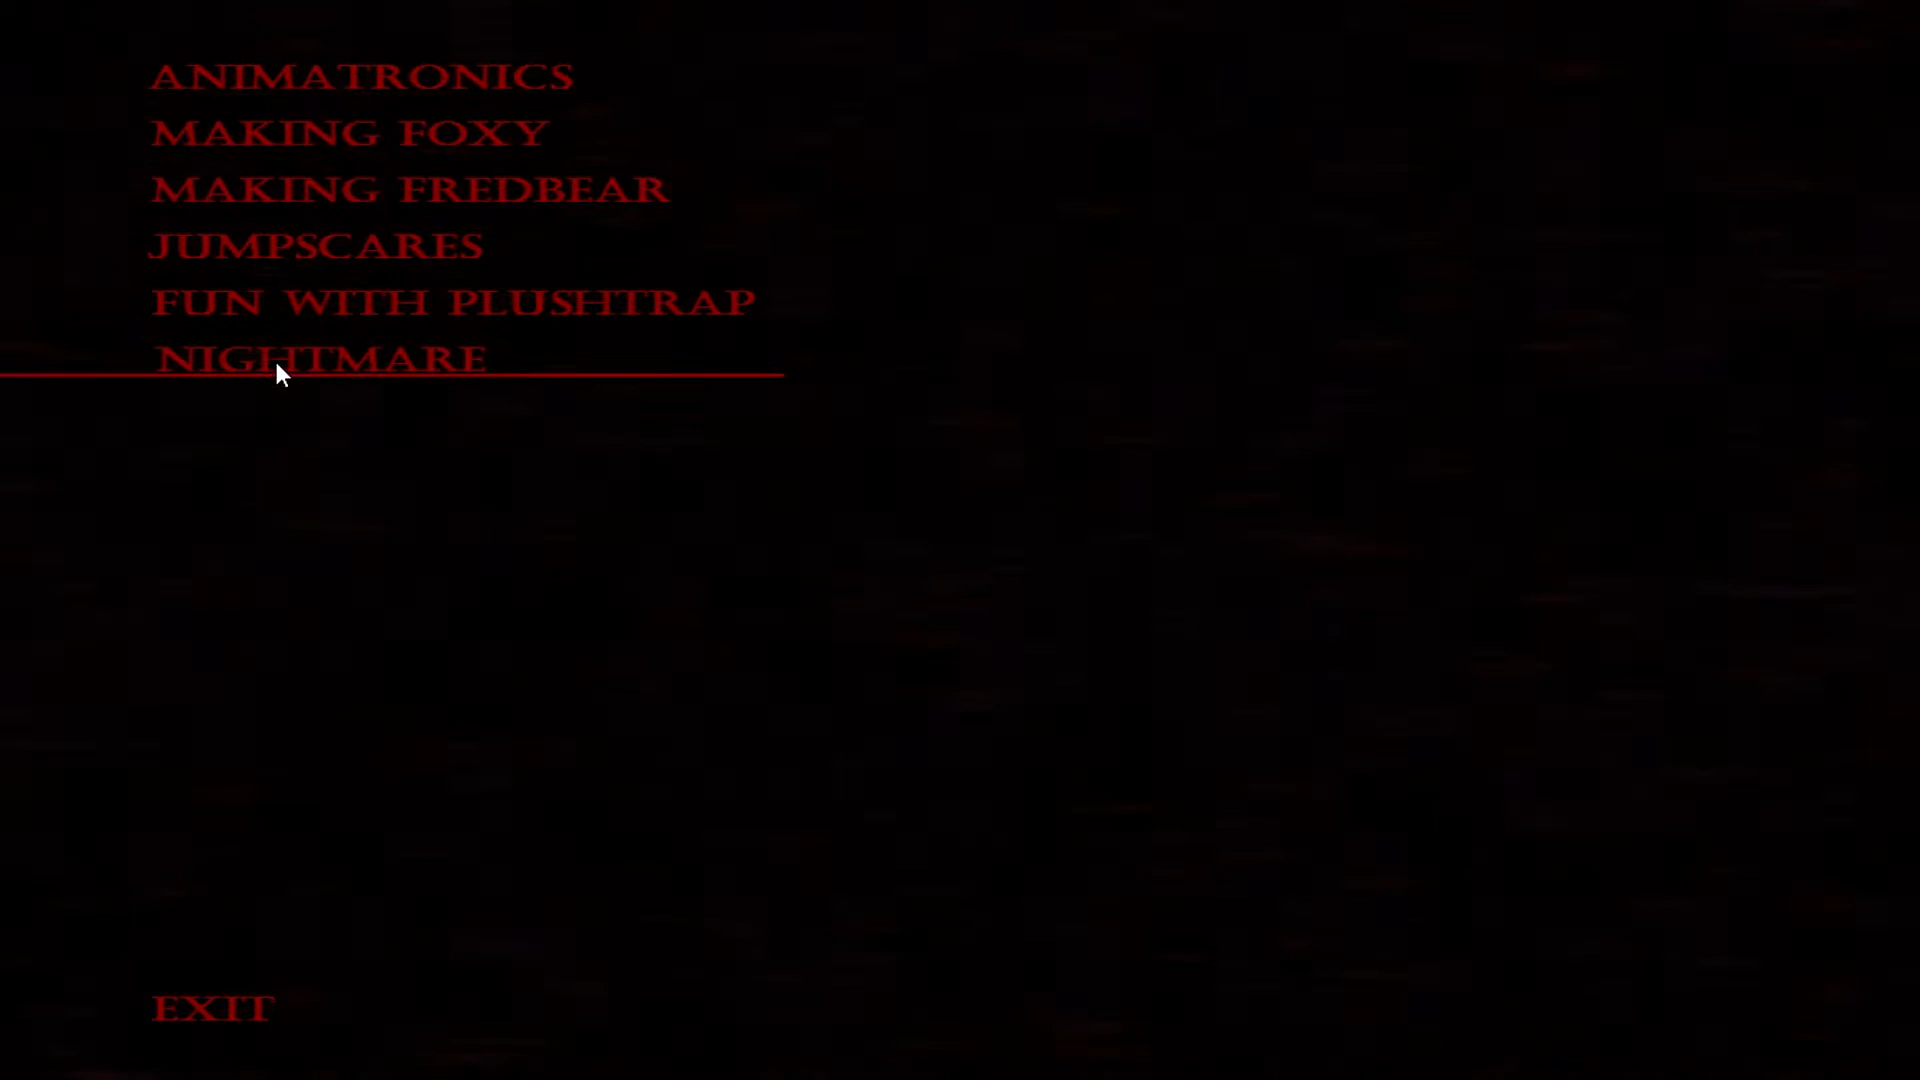 ANIMATRONICS
MAKING FOXY
MAKING FREDBEAR
JUMPSCARES
FUN WITH PLUSHTRAP
NIGHTMARE
EXIT